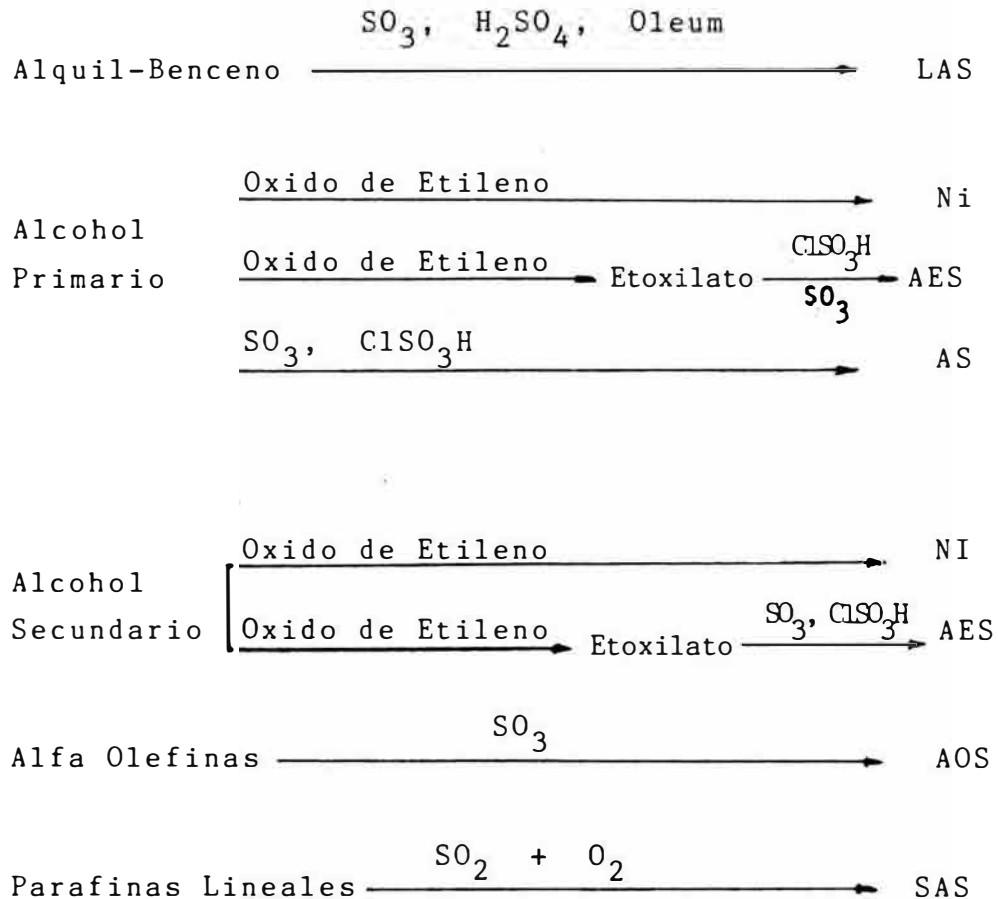 SO₃, H₂SO₄, Oleum
Alquil-Benceno LAS
Oxido de Etileno Ni
Alcohol
Primario
Oxido de Etileno Etoxilato ClSO₃H SO₃ AES
SO₃, ClSO₃H AS
Oxido de Etileno NI
Alcohol
Secundario
Oxido de Etileno Etoxilato SO₃, ClSO₃H AES
SO₃
Alfa Olefinas AOS
SO₂ + O₂
Parafinas Lineales SAS